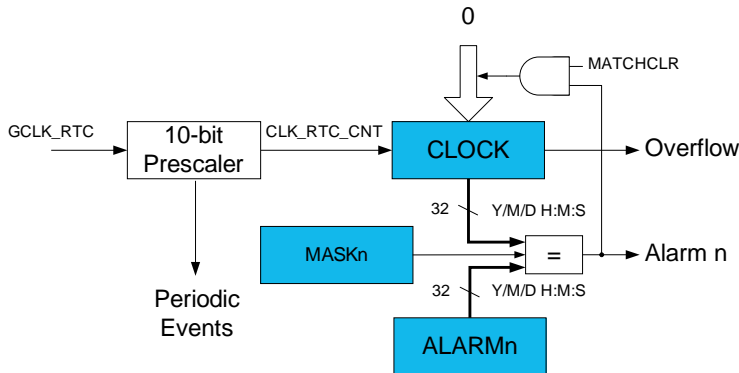 0
MATCHCLR
GCLK_RTC
10-bit
Prescaler
CLK_RTC_CNT
CLOCK
Overflow
32
Y/M/D H:M:S
MASKn
=
Alarm n
32
Y/M/D H:M:S
Periodic
Events
ALARMn